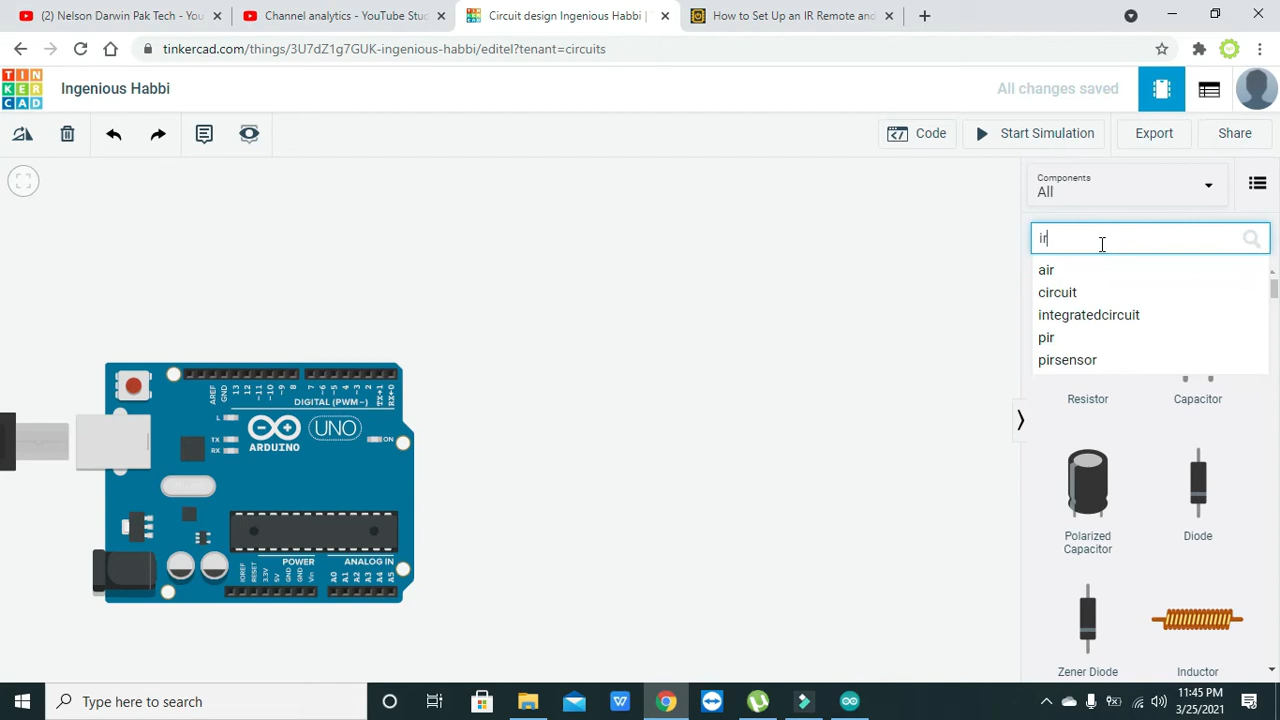 (2) Nelson Darwin Pak Tech - YouT
Channel analytics - YouTube Studi
Circuit design Ingenious Habbi | T
How to Set Up an IR Remote and
tinkercad.com/things/3U7dZ1g7GUK-ingenious-habbi/editel?tenant=circuits
TIN
KER
CAD
Ingenious Habbi
All changes saved
Code
Start Simulation
Export
Share
Components
All
ir
air
circuit
integratedcircuit
pir
pirsensor
Resistor
Capacitor
Polarized
Capacitor
Diode
Zener Diode
Inductor
AREF
GND
13
12
~11
~10
~9
8
7
~6
~5
4
~3
2
TX→1
RX←0
DIGITAL (PWM~)
L
TX
RX
ARDUINO
UNO
ON
POWER
ANALOG IN
IOREF
RESET
3.3V
5V
GND
GND
Vin
A0
A1
A2
A3
A4
A5
Type here to search
11:45 PM
3/25/2021